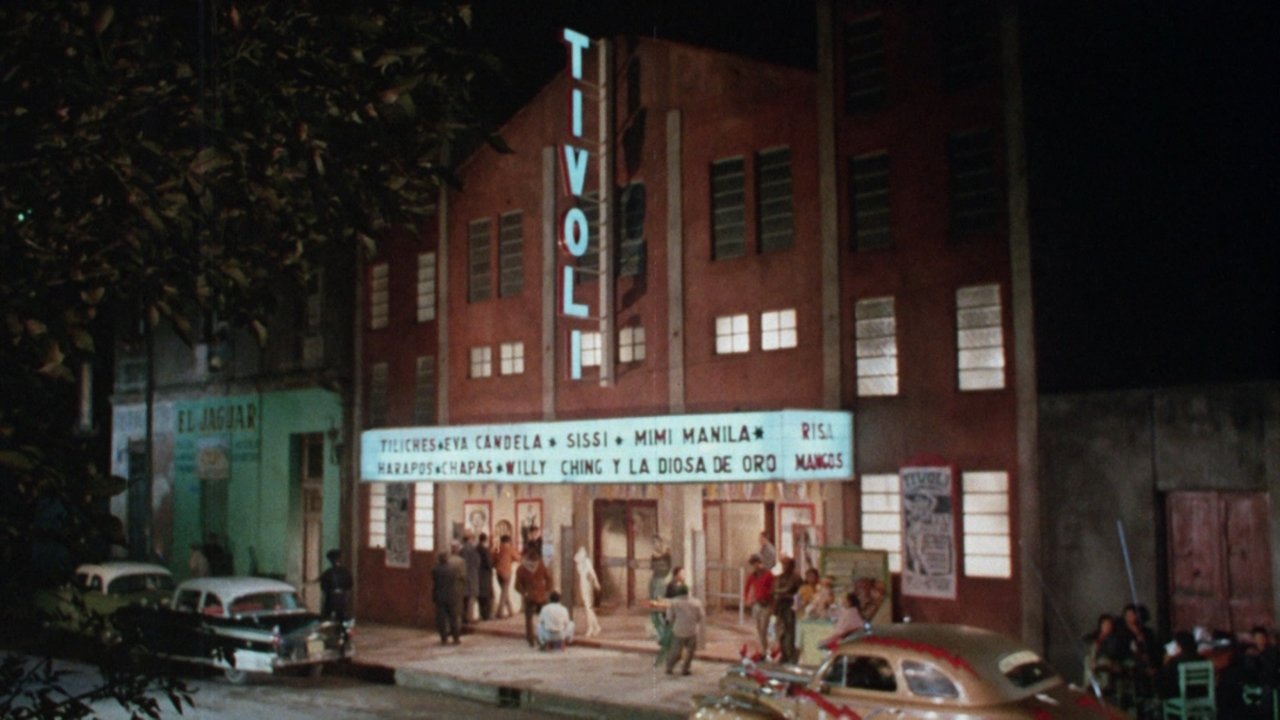 TIVOLI
TILICHES★EVA CANDELA ★ SISSI ★ MIMI MANILA★ RISA
HARAPOS★CHAPAS★WILLY CHING Y LA DIOSA DE ORO MANGOS
EL JAGUAR
TIVOLI